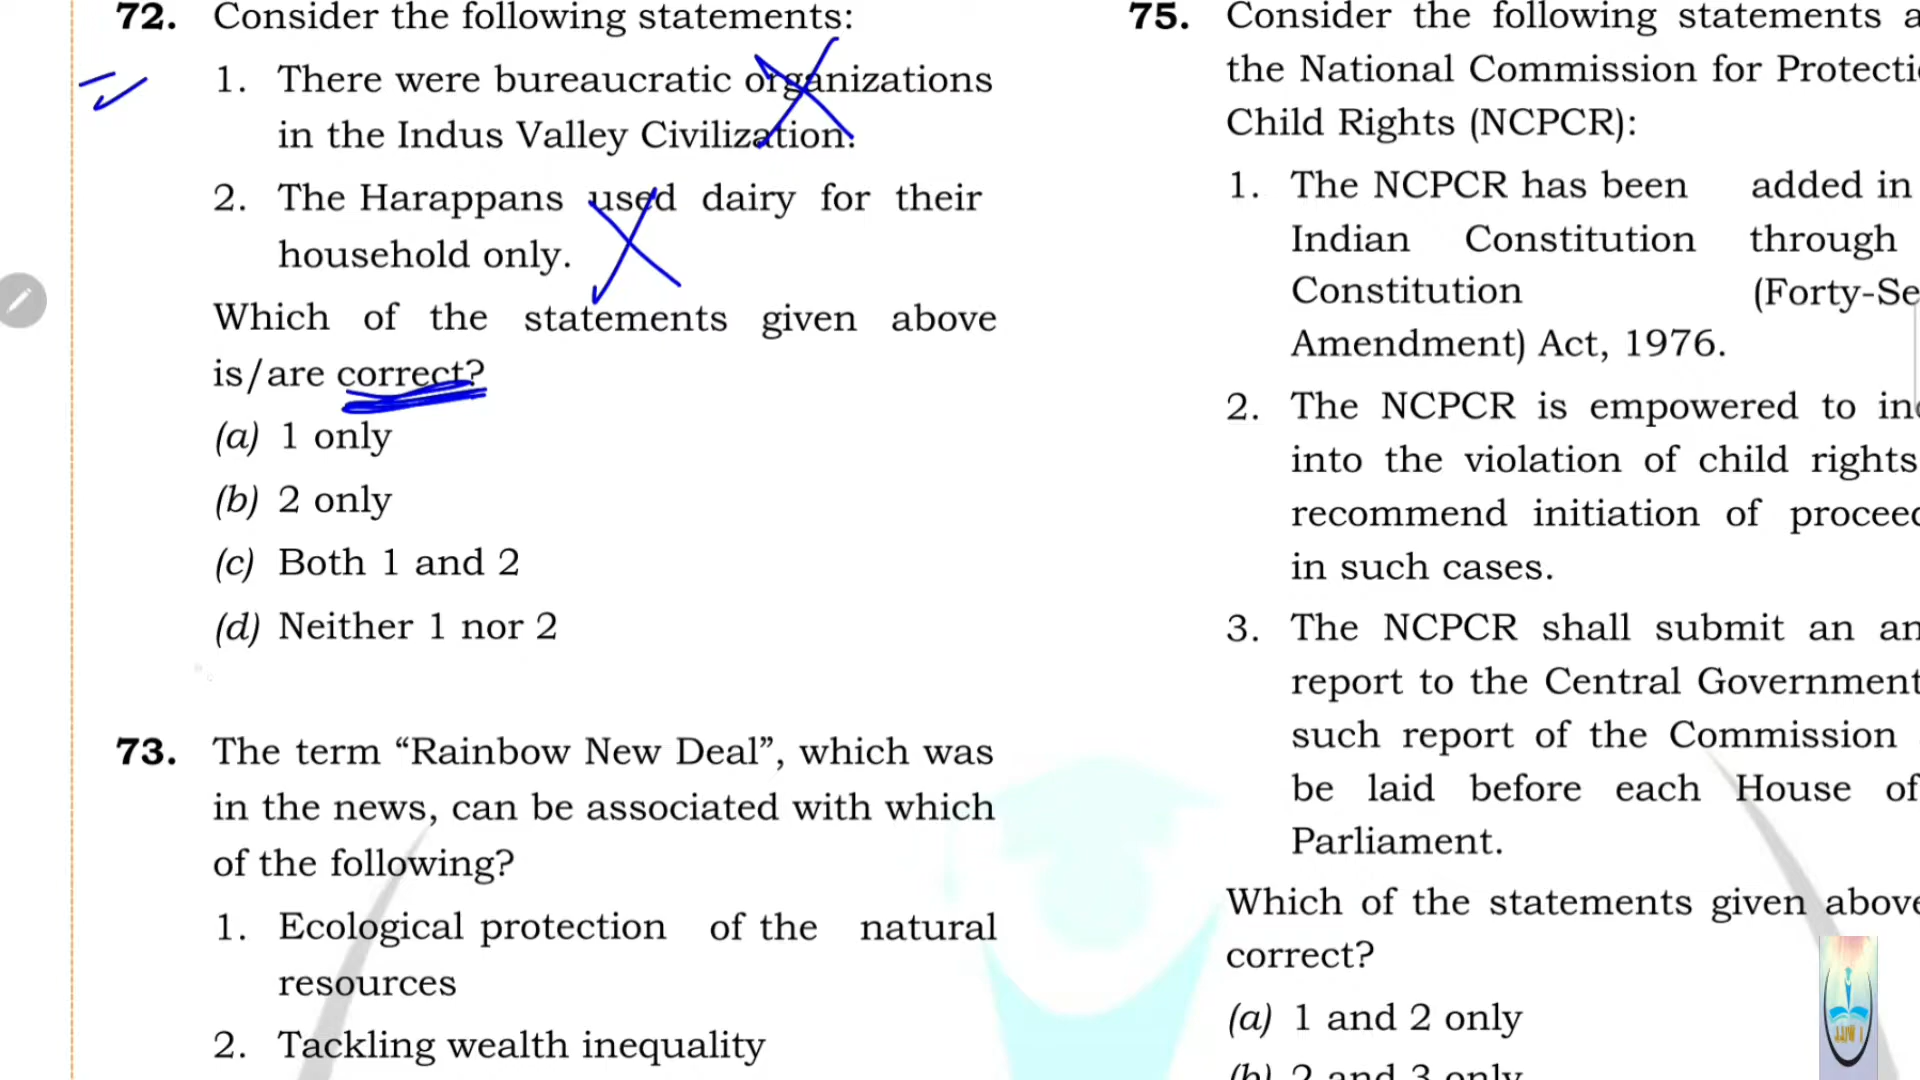 72. Consider the following statements:
1. There were bureaucratic organizations
in the Indus Valley Civilization.
2. The Harappans used dairy for their
household only.
Which of the statements given above
is/are correct?
(a) 1 only
(b) 2 only
(c) Both 1 and 2
(d) Neither 1 nor 2
73. The term “Rainbow New Deal”, which was
in the news, can be associated with which
of the following?
1. Ecological protection of the natural
resources
2. Tackling wealth inequality
75. Consider the following statements a
the National Commission for Protecti
Child Rights (NCPCR):
1. The NCPCR has been added in
Indian Constitution through
Constitution (Forty-Se
Amendment) Act, 1976.
2. The NCPCR is empowered to in
into the violation of child rights
recommend initiation of proceed
in such cases.
3. The NCPCR shall submit an an
report to the Central Government
such report of the Commission
be laid before each House of
Parliament.
Which of the statements given above
correct?
(a) 1 and 2 only
(b) 2 and 3 only